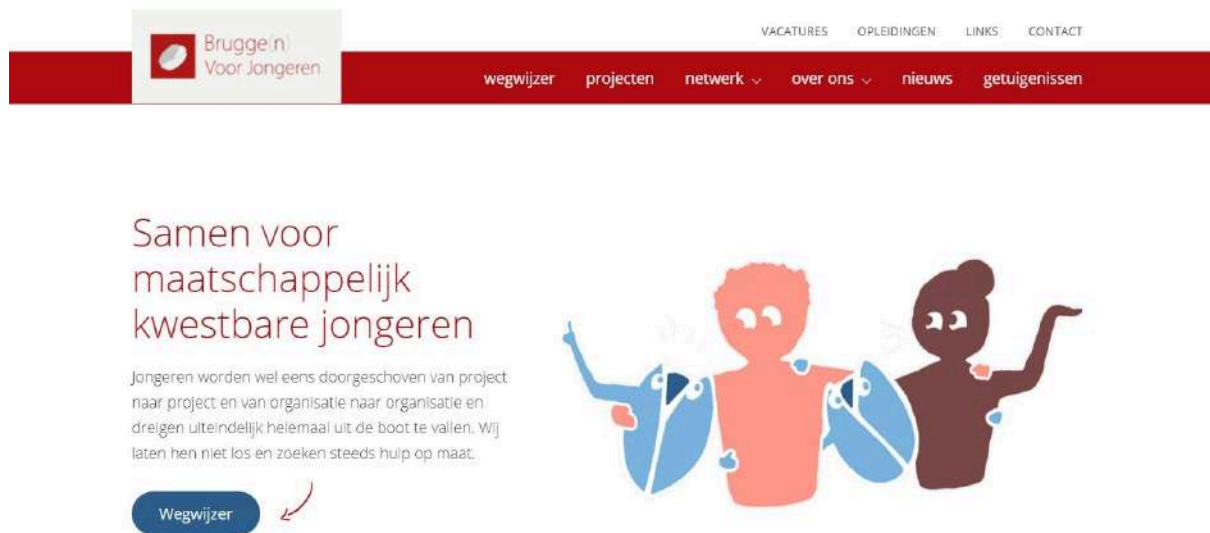 Brugge(n)
Voor Jongeren
VACATURES OPLEIDINGEN LINKS CONTACT
wegwijzer projecten netwerk over ons nieuws getuigenissen
Samen voor
maatschappelijk
kwestbare jongeren
Jongeren worden wel eens doorgeschoven van project
naar project en van organisatie naar organisatie en
dreigen uiteindelijk helemaal uit de boot te vallen. Wij
laten hen niet los en zoeken steeds hulp op maat.
Wegwijzer